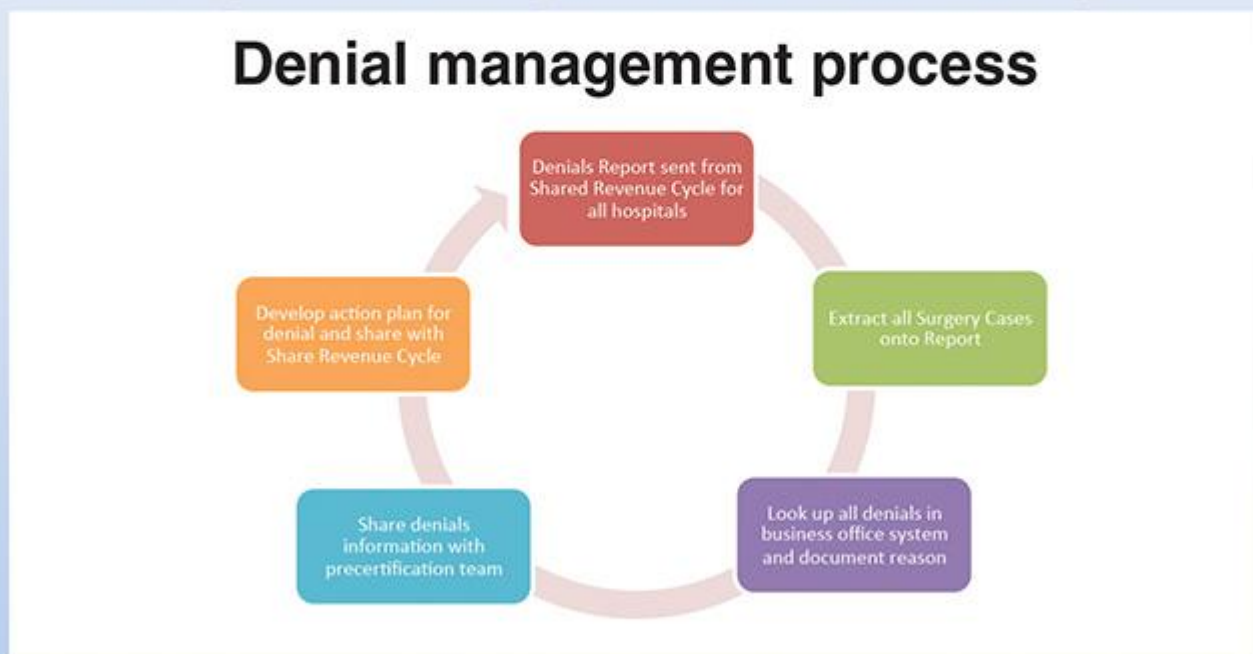 Denial management process
Denials Report sent from
Shared Revenue Cycle for
all hospitals
Extract all Surgery Cases
onto Report
Look up all denials in
business office system
and document reason
Share denials
information with
precertification team
Develop action plan for
denial and share with
Share Revenue Cycle